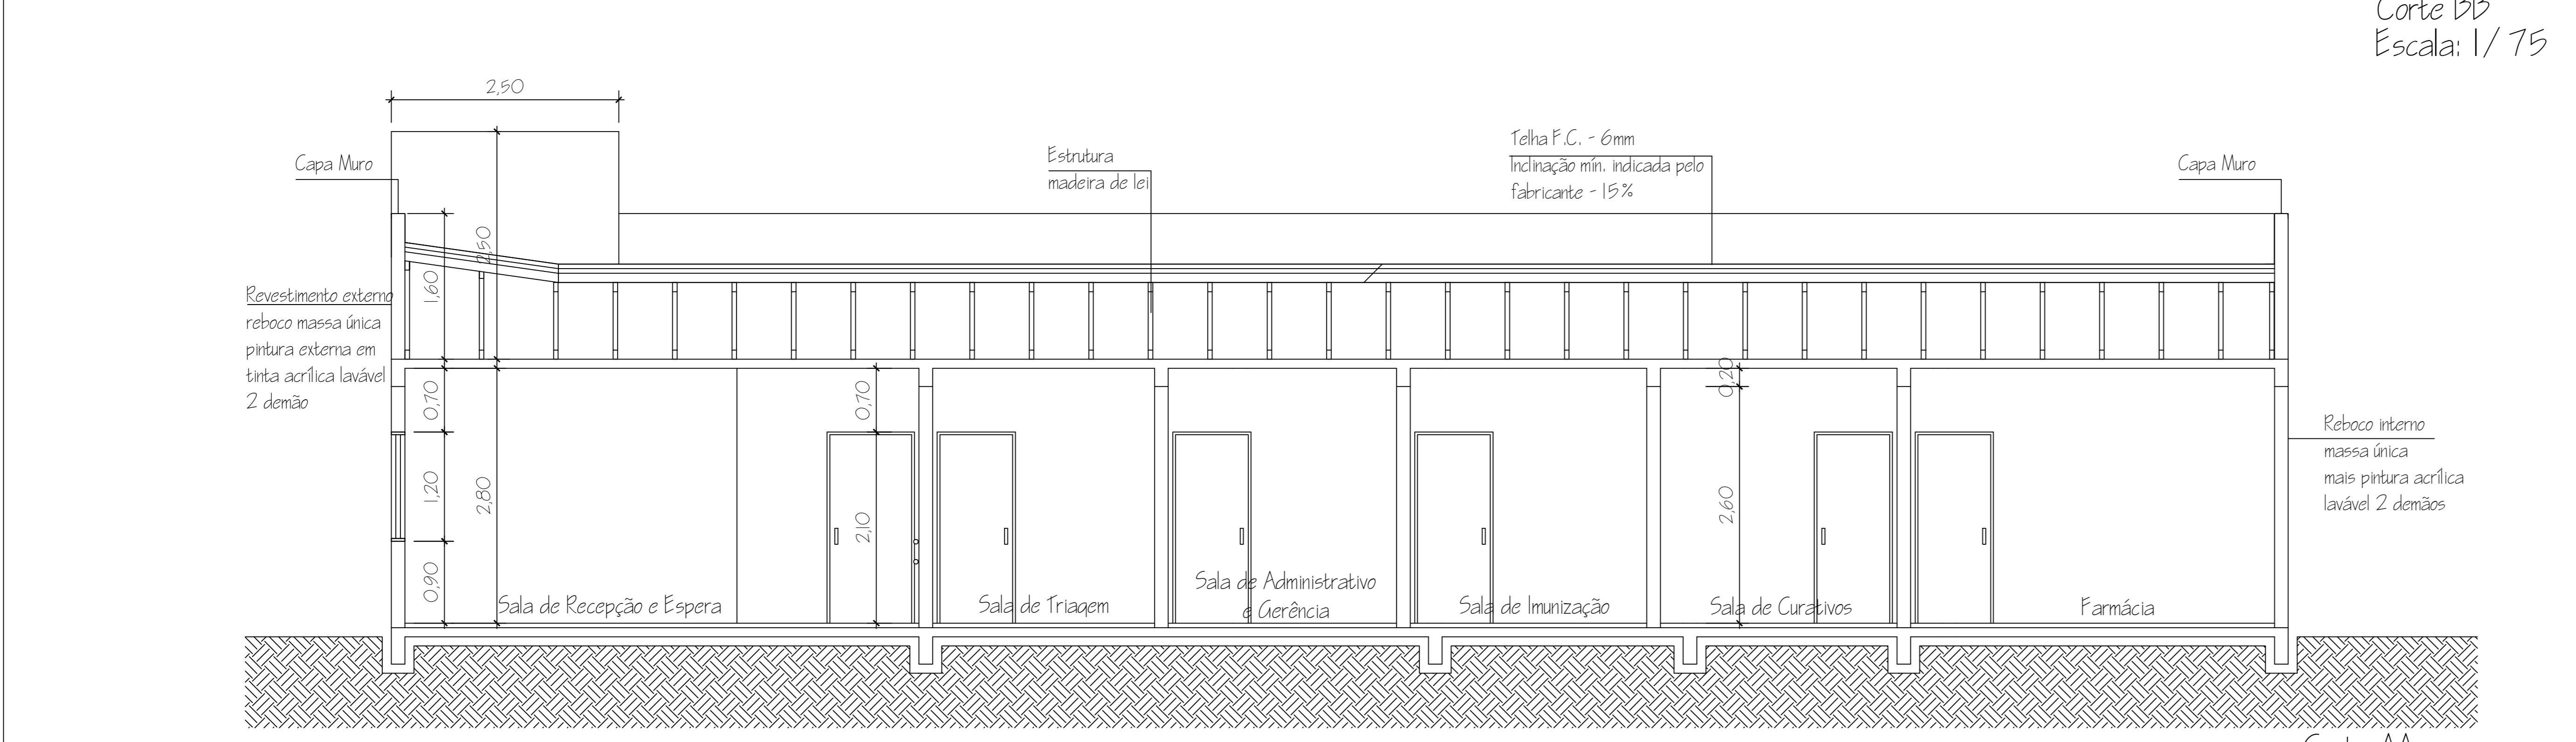 Corte BB
Escala: 1/ 75
2,50
Capa Muro
Estrutura
madeira de lei
Telha F.C. - 6mm
Inclinação mín. indicada pelo
fabricante - 15%
Capa Muro
2,50
1,60
Revestimento externo
reboco massa única
pintura externa em
tinta acrílica lavável
2 demão
0,70
0,70
0,20
1,20
2,80
2,10
2,60
0,90
Reboco interno
massa única
mais pintura acrílica
lavável 2 demãos
Sala de Recepção e Espera
Sala de Triagem
Sala de Administrativo
e Gerência
Sala de Imunização
Sala de Curativos
Farmácia